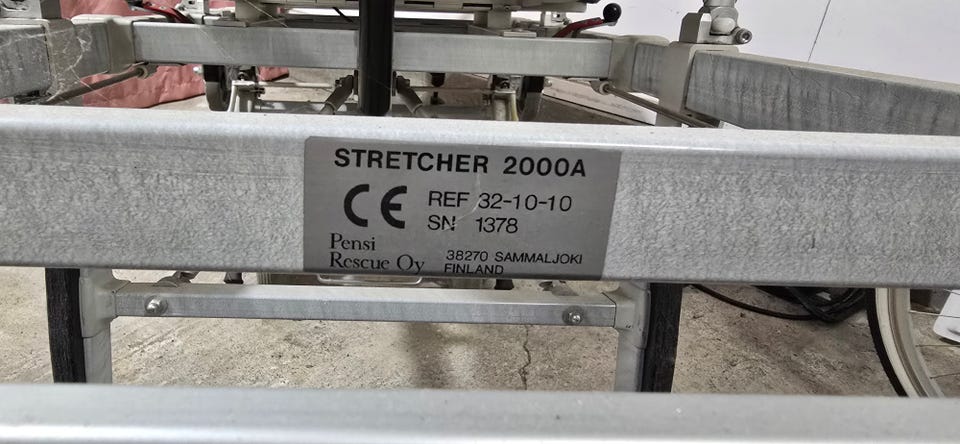 STRETCHER 2000A
CE REF 32-10-10
SN 1378
Pensi
Rescue Oy
38270 SAMMALJOKI
FINLAND